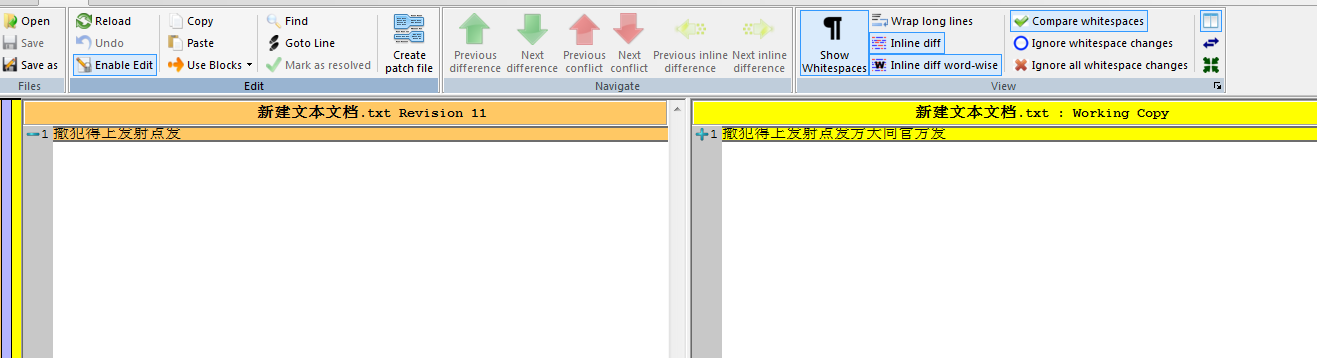 Open
Save
Save as
Files
Reload
Undo
Enable Edit
Copy
Paste
Use Blocks
Find
Goto Line
Mark as resolved
Create patch file
Edit
Previous difference
Next difference
Previous conflict
Next conflict
Previous inline difference
Next inline difference
Navigate
¶
Show Whitespaces
Wrap long lines
Inline diff
W Inline diff word-wise
Compare whitespaces
Ignore whitespace changes
Ignore all whitespace changes
View
新建文本文档.txt Revision 11
新建文本文档.txt : Working Copy
1 撒犯得上发射点发
1 撒犯得上发射点发方大同官方发